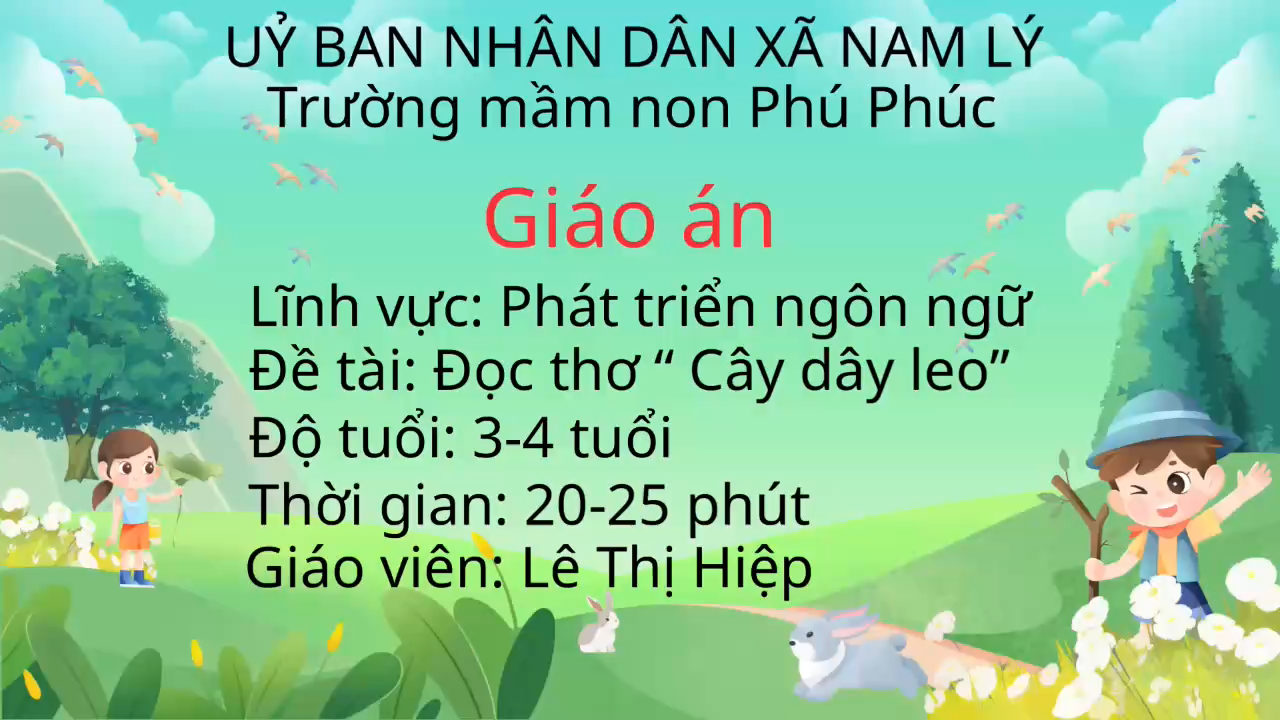 UỶ BAN NHÂN DÂN XÃ NAM LÝ
Trường mầm non Phú Phúc
Giáo án
Lĩnh vực: Phát triển ngôn ngữ
Đề tài: Đọc thơ “ Cây dây leo”
Độ tuổi: 3-4 tuổi
Thời gian: 20-25 phút
Giáo viên: Lê Thị Hiệp